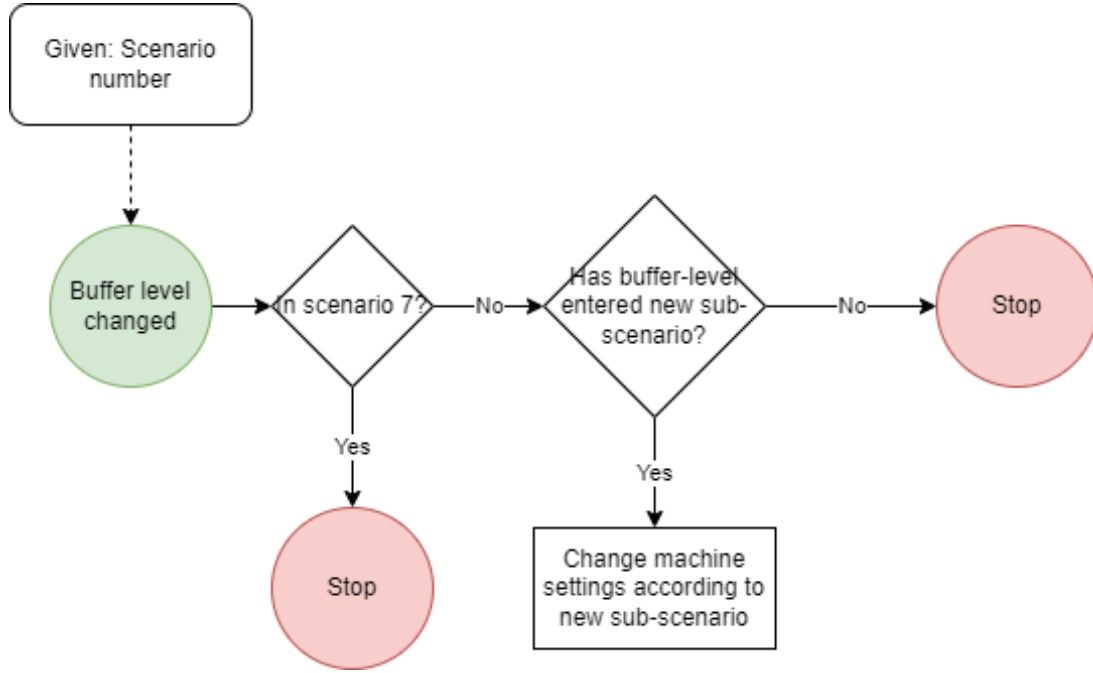 Given: Scenario
number
Buffer level
changed
In scenario 7?
No
Has buffer-level
entered new sub-
scenario?
No
Stop
Yes
Stop
Yes
Change machine
settings according to
new sub-scenario